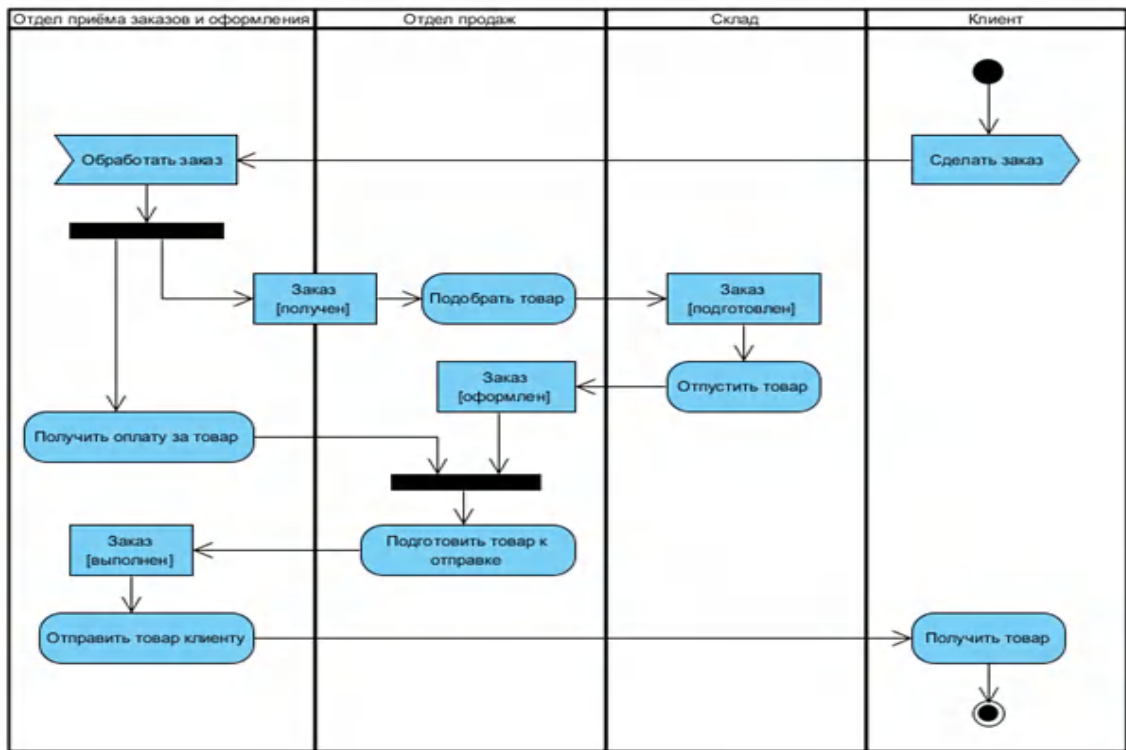 Отдел приёма заказов и оформления
Отдел продаж
Склад
Клиент
Обработать заказ
Сделать заказ
Заказ
[получен]
Подобрать товар
Заказ
[подготовлен]
Заказ
[оформлен]
Отпустить товар
Получить оплату за товар
Заказ
[выполнен]
Подготовить товар к
отправке
Отправить товар клиенту
Получить товар